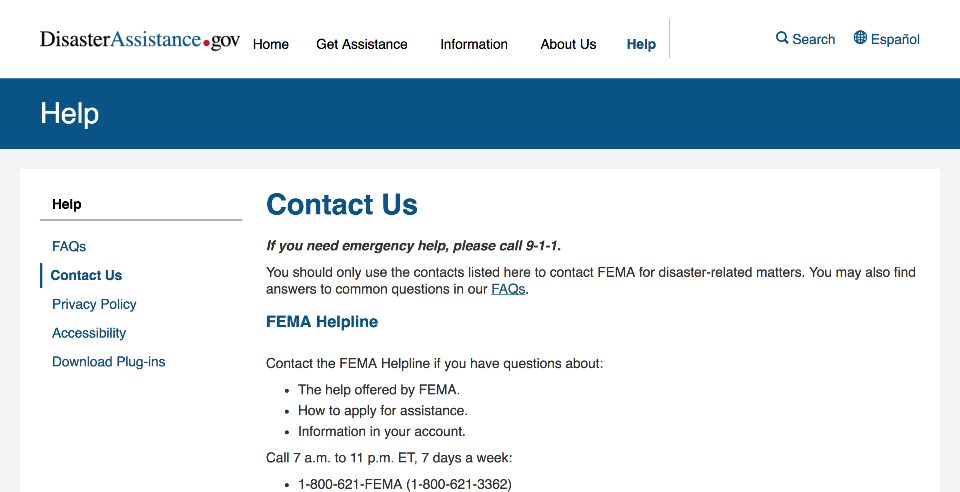 DisasterAssistance.gov Home Get Assistance Information About Us Help Search Español
Help
Help
FAQs
Contact Us
Privacy Policy
Accessibility
Download Plug-ins
Contact Us
If you need emergency help, please call 9-1-1.
You should only use the contacts listed here to contact FEMA for disaster-related matters. You may also find
answers to common questions in our FAQs.
FEMA Helpline
Contact the FEMA Helpline if you have questions about:
• The help offered by FEMA.
• How to apply for assistance.
• Information in your account.
Call 7 a.m. to 11 p.m. ET, 7 days a week:
• 1-800-621-FEMA (1-800-621-3362)